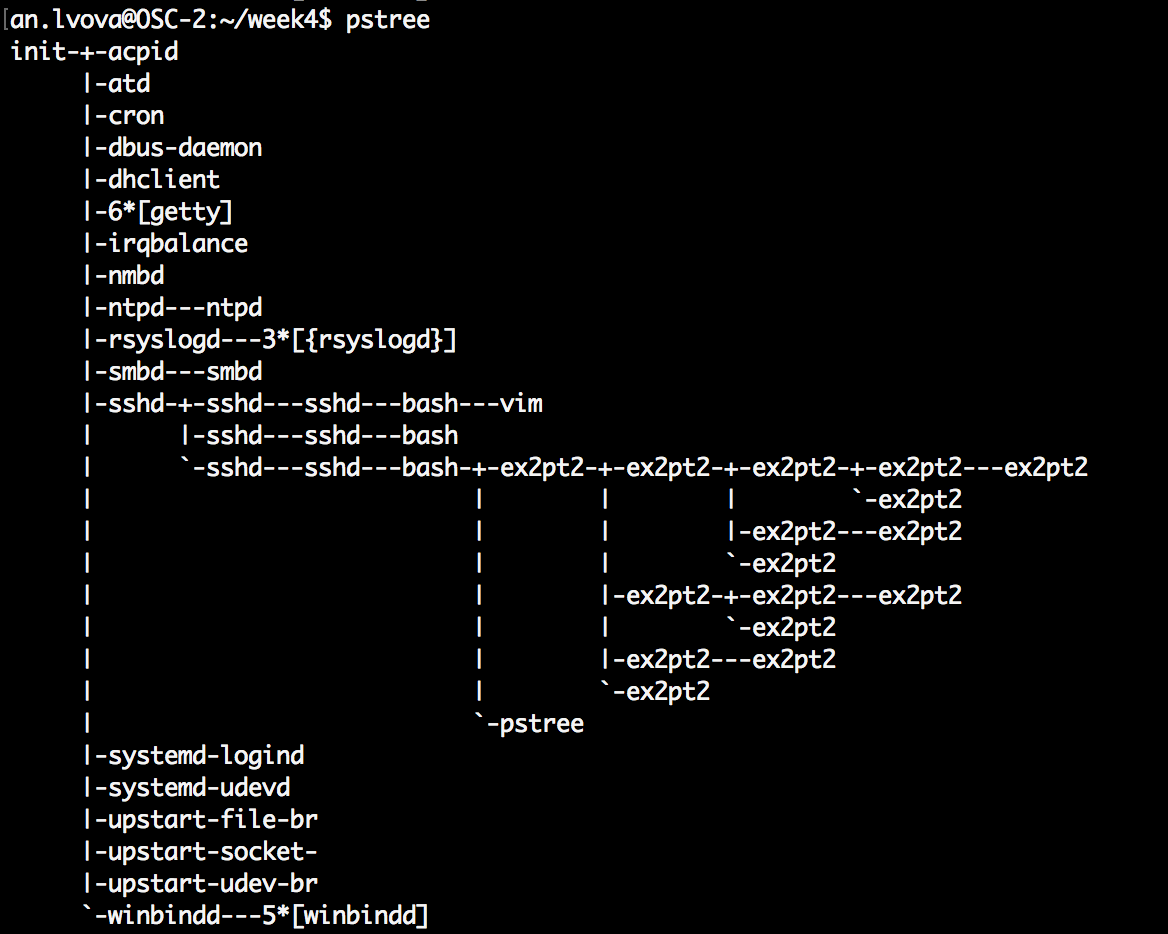 [an.lvova@OSC-2:~/week4$ pstree
init-+-acpid
     |-atd
     |-cron
     |-dbus-daemon
     |-dhclient
     |-6*[getty]
     |-irqbalance
     |-nmbd
     |-ntpd---ntpd
     |-rsyslogd---3*[{rsyslogd}]
     |-smbd---smbd
     |-sshd-+-sshd---sshd---bash---vim
     |      |-sshd---sshd---bash
     |      `-sshd---sshd---bash-+-ex2pt2-+-ex2pt2-+-ex2pt2-+-ex2pt2---ex2pt2
     |                           |        |        |        `-ex2pt2
     |                           |        |        |-ex2pt2---ex2pt2
     |                           |        |        `-ex2pt2
     |                           |        |-ex2pt2-+-ex2pt2---ex2pt2
     |                           |        |        `-ex2pt2
     |                           |        |-ex2pt2---ex2pt2
     |                           |        `-ex2pt2
     |                           `-pstree
     |-systemd-logind
     |-systemd-udevd
     |-upstart-file-br
     |-upstart-socket-
     |-upstart-udev-br
     `-winbindd---5*[winbindd]